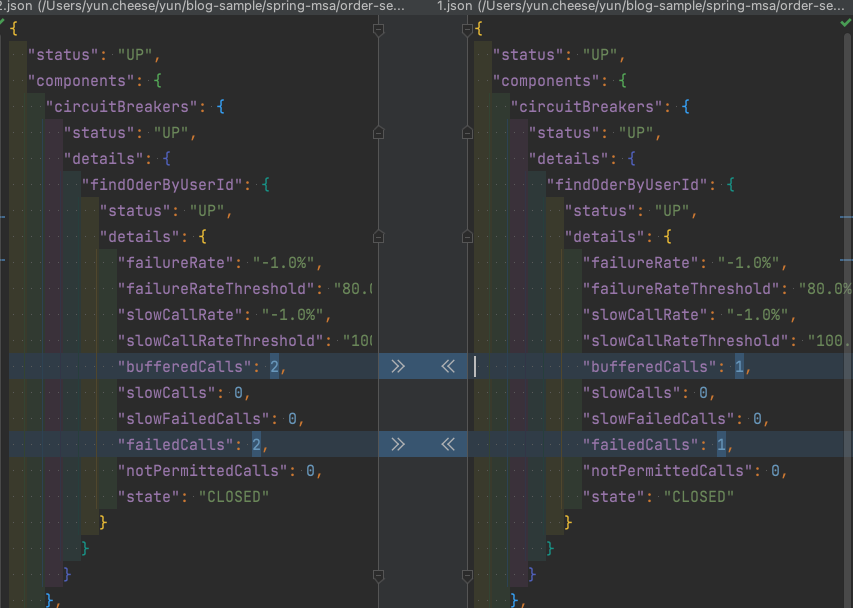 2.json (/Users/yun.cheese/yun/blog-sample/spring-msa/order-se...
{
"status": "UP",
"components": {
"circuitBreakers": {
"status": "UP",
"details": {
"findOderByUserId": {
"status": "UP",
"details": {
"failureRate": "-1.0%",
"failureRateThreshold": "80.0
"slowCallRate": "-1.0%",
"slowCallRateThreshold": "100
"bufferedCalls": 2,
"slowCalls": 0,
"slowFailedCalls": 0,
"failedCalls": 2,
"notPermittedCalls": 0,
"state": "CLOSED"
}
}
}
},
1.json (/Users/yun.cheese/yun/blog-sample/spring-msa/order-se...
{
"status": "UP",
"components": {
"circuitBreakers": {
"status": "UP",
"details": {
"findOderByUserId": {
"status": "UP",
"details": {
"failureRate": "-1.0%",
"failureRateThreshold": "80.0%
"slowCallRate": "-1.0%",
"slowCallRateThreshold": "100.
"bufferedCalls": 1,
"slowCalls": 0,
"slowFailedCalls": 0,
"failedCalls": 1,
"notPermittedCalls": 0,
"state": "CLOSED"
}
}
}
},